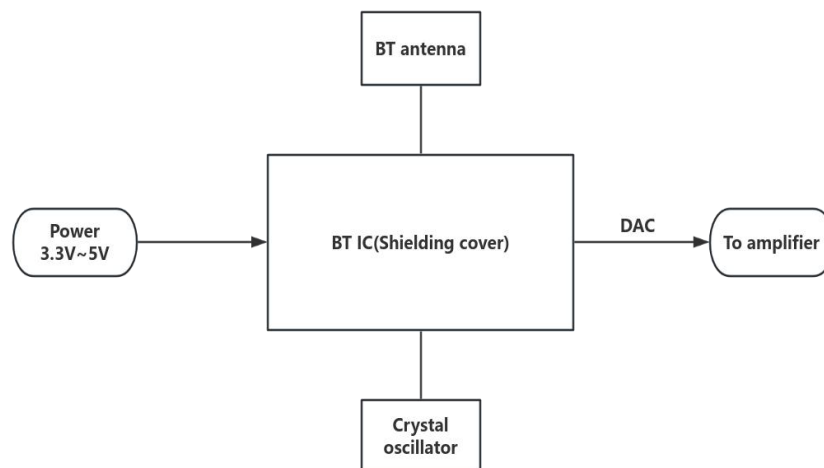 BT antenna
Power
3.3V~5V
BT IC(Shielding cover)
DAC
To amplifier
Crystal
oscillator